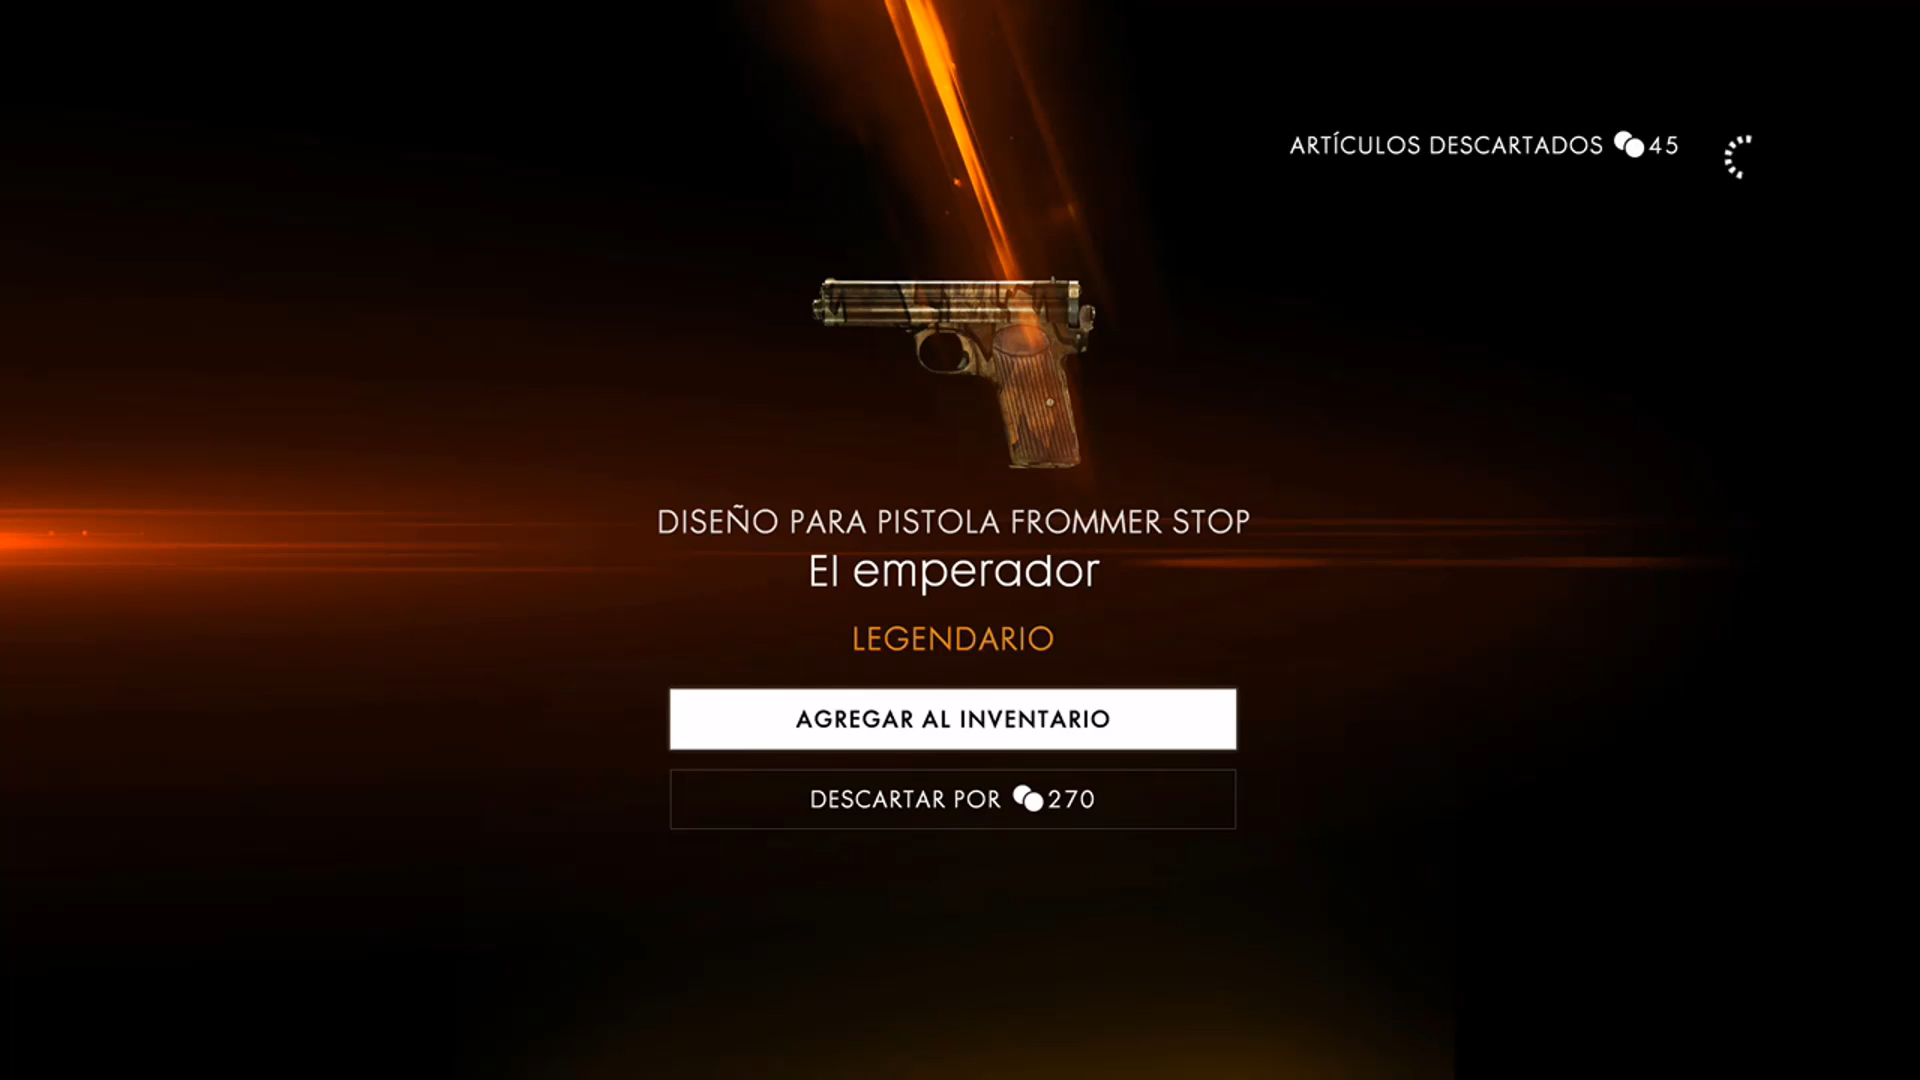 ARTÍCULOS DESCARTADOS 45
DISEÑO PARA PISTOLA FROMMER STOP
El emperador
LEGENDARIO
AGREGAR AL INVENTARIO
DESCARTAR POR 270